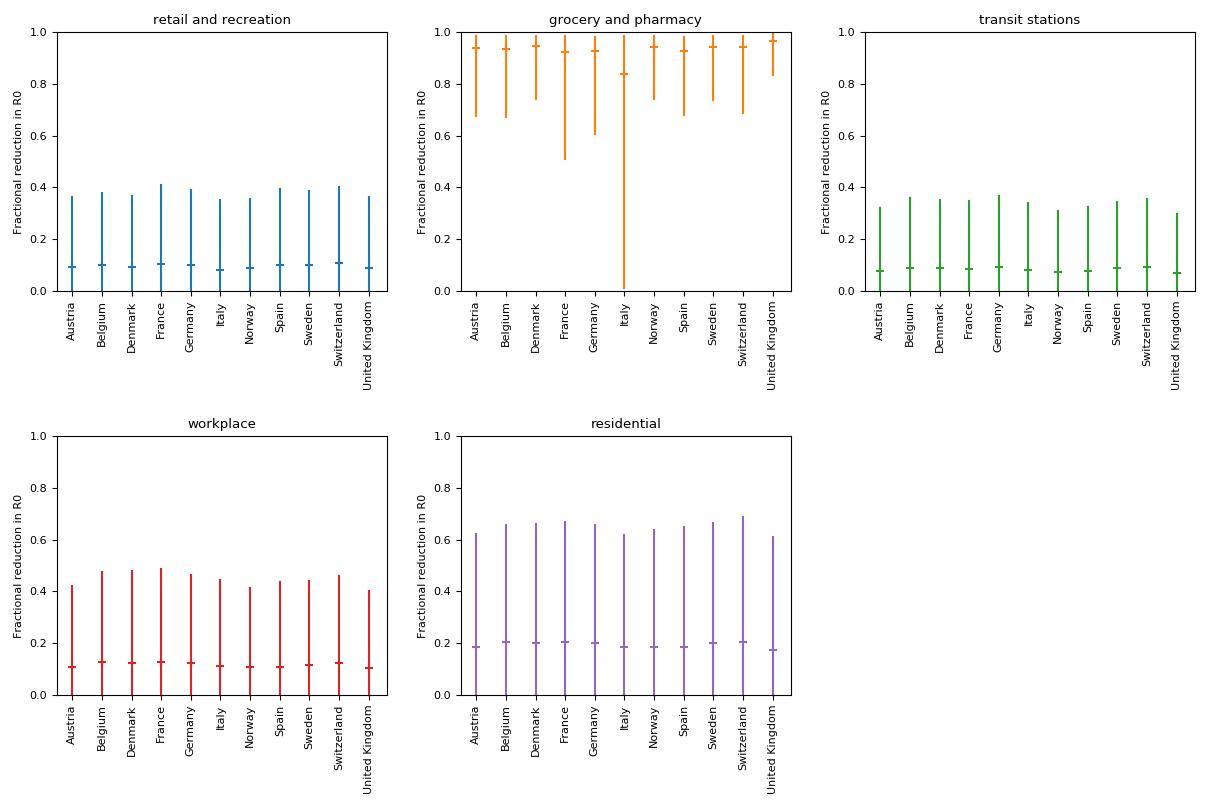 retail and recreation
Fractional reduction in R0
1.0
0.8
0.6
0.4
0.2
0.0
Austria
Belgium
Denmark
France
Germany
Italy
Norway
Spain
Sweden
Switzerland
United Kingdom
grocery and pharmacy
Fractional reduction in R0
1.0
0.8
0.6
0.4
0.2
0.0
Austria
Belgium
Denmark
France
Germany
Italy
Norway
Spain
Sweden
Switzerland
United Kingdom
transit stations
Fractional reduction in R0
1.0
0.8
0.6
0.4
0.2
0.0
Austria
Belgium
Denmark
France
Germany
Italy
Norway
Spain
Sweden
Switzerland
United Kingdom
workplace
Fractional reduction in R0
1.0
0.8
0.6
0.4
0.2
0.0
Austria
Belgium
Denmark
France
Germany
Italy
Norway
Spain
Sweden
Switzerland
United Kingdom
residential
Fractional reduction in R0
1.0
0.8
0.6
0.4
0.2
0.0
Austria
Belgium
Denmark
France
Germany
Italy
Norway
Spain
Sweden
Switzerland
United Kingdom